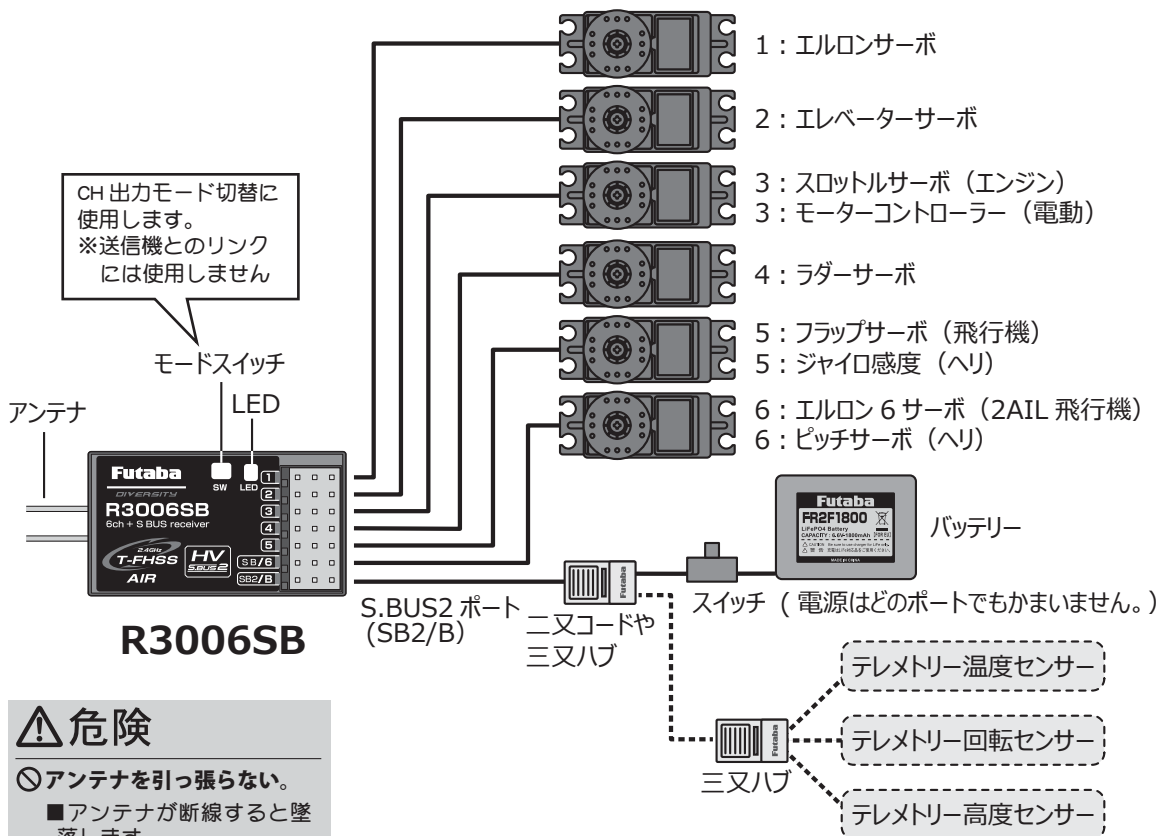 1：エルロンサーボ
2：エレベーターサーボ
3：スロットルサーボ（エンジン）
3：モーターコントローラー（電動）
4：ラダーサーボ
5：フラップサーボ（飛行機）
5：ジャイロ感度（ヘリ）
6：エルロン 6 サーボ（2AIL 飛行機）
6：ピッチサーボ（ヘリ）
CH 出力モード切替に
使用します。
※送信機とのリンク
には使用しません
モードスイッチ
LED
アンテナ
Futaba
DIVERSITY
R3006SB
6ch + S BUS receiver
2.4GHz
T-FHSS
AIR
HV
S.BUS2
SW
LED
1
2
3
4
5
SB/6
SB2/B
R3006SB
S.BUS2 ポート
(SB2/B)
Futaba
二又コードや
三又ハブ
スイッチ ( 電源はどのポートでもかまいません。)
Futaba
FR2F1800
LiFePO4 Battery
CAPACITY : 6.6V-1800mAh
MADE IN CHINA
バッテリー
Futaba
三又ハブ
テレメトリー温度センサー
テレメトリー回転センサー
テレメトリー高度センサー
危険
アンテナを引っ張らない。
■アンテナが断線すると墜
落します。